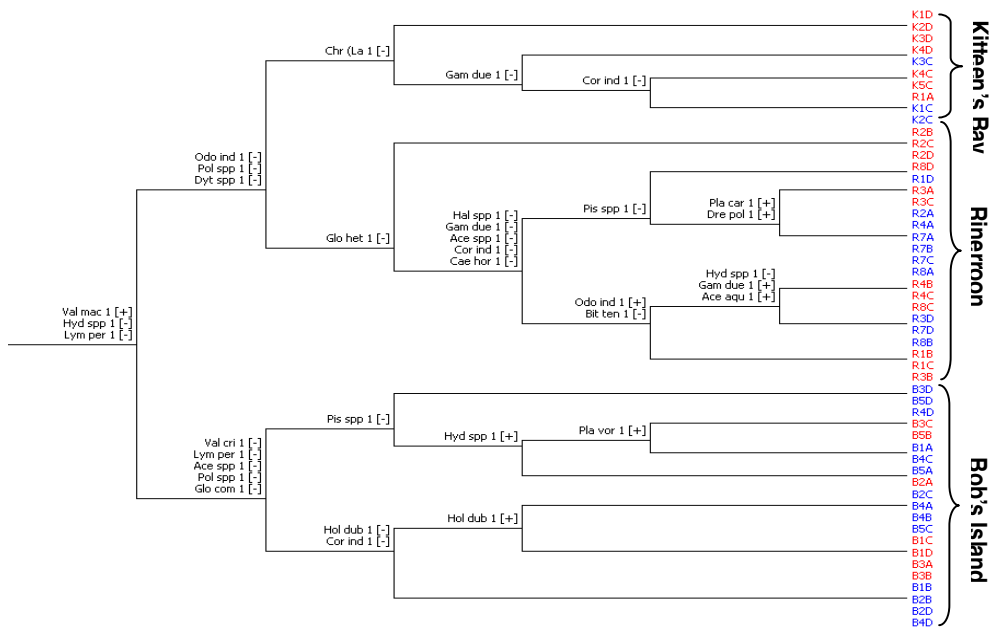 Chr (La 1 [-]
Gam due 1 [-]
Cor ind 1 [-]
Odo ind 1 [-]
Pol spp 1 [-]
Dyt spp 1 [-]
Glo het 1 [-]
Hal spp 1 [-]
Gam due 1 [-]
Ace spp 1 [-]
Cor ind 1 [-]
Cae hor 1 [-]
Pis spp 1 [-]
Pla car 1 [+]
Dre pol 1 [+]
Odo ind 1 [+]
Bit ten 1 [-]
Hyd spp 1 [-]
Gam due 1 [+]
Ace aqu 1 [+]
Val mac 1 [+]
Hyd spp 1 [-]
Lym per 1 [-]
Val cri 1 [-]
Lym per 1 [-]
Ace spp 1 [-]
Pol spp 1 [-]
Glo com 1 [-]
Pis spp 1 [-]
Hyd spp 1 [+]
Pla vor 1 [+]
Hol dub 1 [-]
Cor ind 1 [-]
Hol dub 1 [+]
K1D
K2D
K3D
K4D
K3C
K4C
K5C
R1A
K1C
K2C
R2B
R2C
R2D
R8D
R1D
R3A
R3C
R2A
R4A
R7A
R7B
R7C
R8A
R4B
R4C
R8C
R3D
R7D
R8B
R1B
R1C
R3B
B3D
B5D
R4D
B3C
B5B
B1A
B4C
B5A
B2A
B2C
B4A
B4B
B5C
B1C
B1D
B3A
B3B
B1B
B2B
B2D
B4D
Kitteen's Bay
Rinerroon
Bob's Island